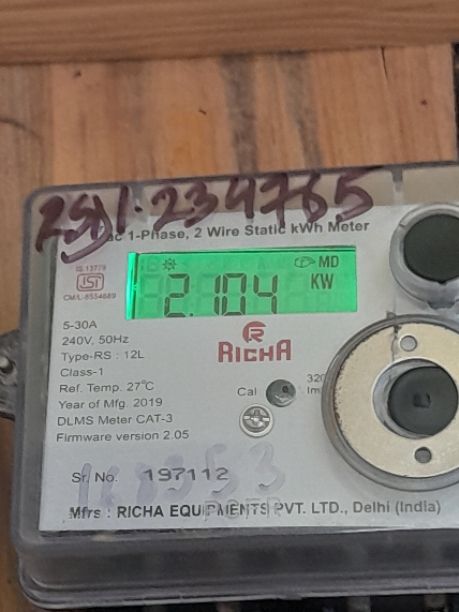 ac 1-Phase, 2 Wire Static kWh Meter
IS 13779
ISI
CM/L-8554689
MD
2.104 KW
5-30A
240V, 50Hz
Type-RS : 12L
Class-1
Ref. Temp. 27°C
Year of Mfg. 2019
DLMS Meter CAT-3
Firmware version 2.05
R
RICHA
Cal
320
Sr. No. 197112
Mfrs : RICHA EQUIPMENTS PVT. LTD., Delhi (India)